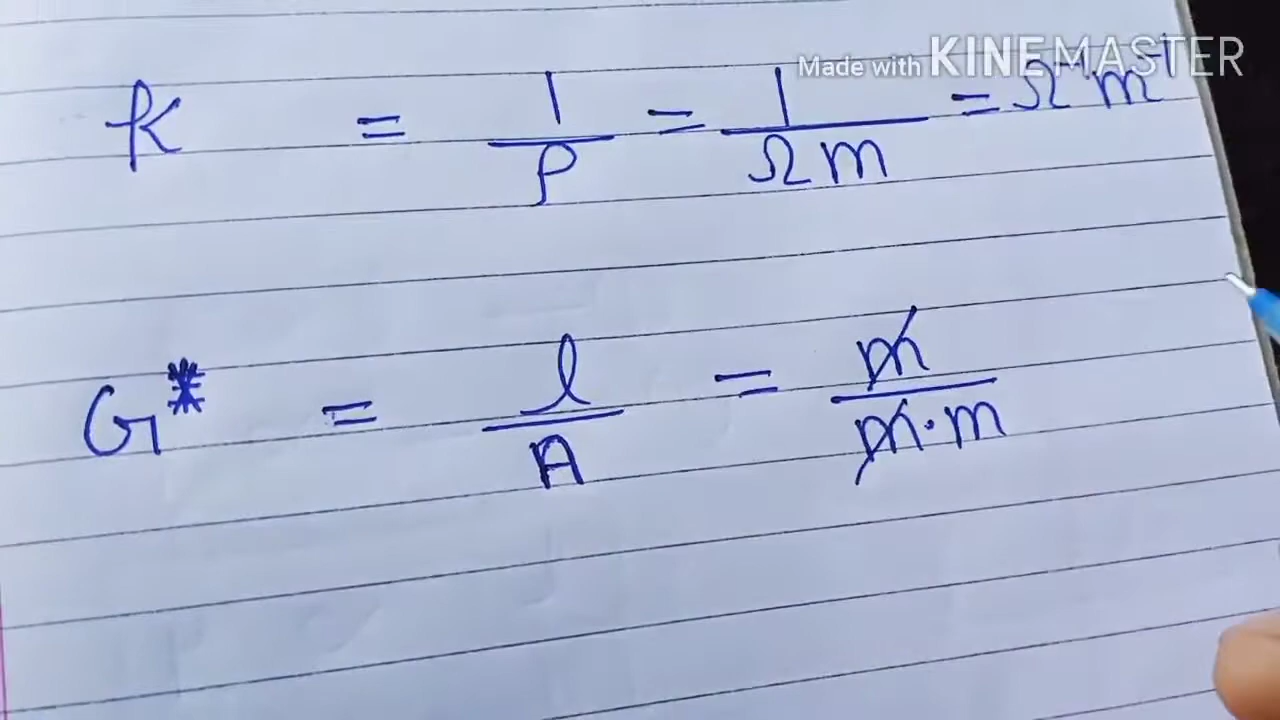 Made with KINEMASTER
K = 1/ρ = 1/Ωm = Ω⁻¹m⁻¹
G* = l/A = m/m·m